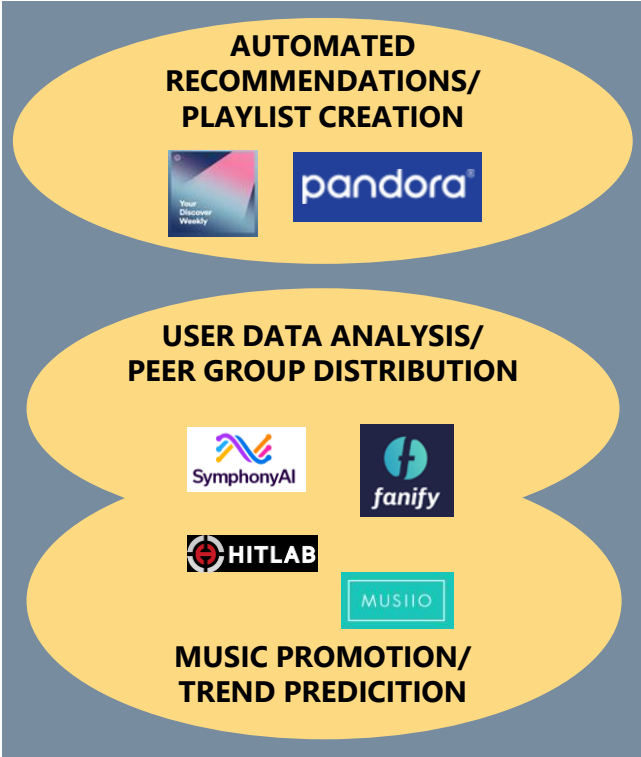 AUTOMATED
RECOMMENDATIONS/
PLAYLIST CREATION
Your
Discover
Weekly
pandora®
USER DATA ANALYSIS/
PEER GROUP DISTRIBUTION
SymphonyAI
fanify
HITLAB
MUSIIO
MUSIC PROMOTION/
TREND PREDICITION